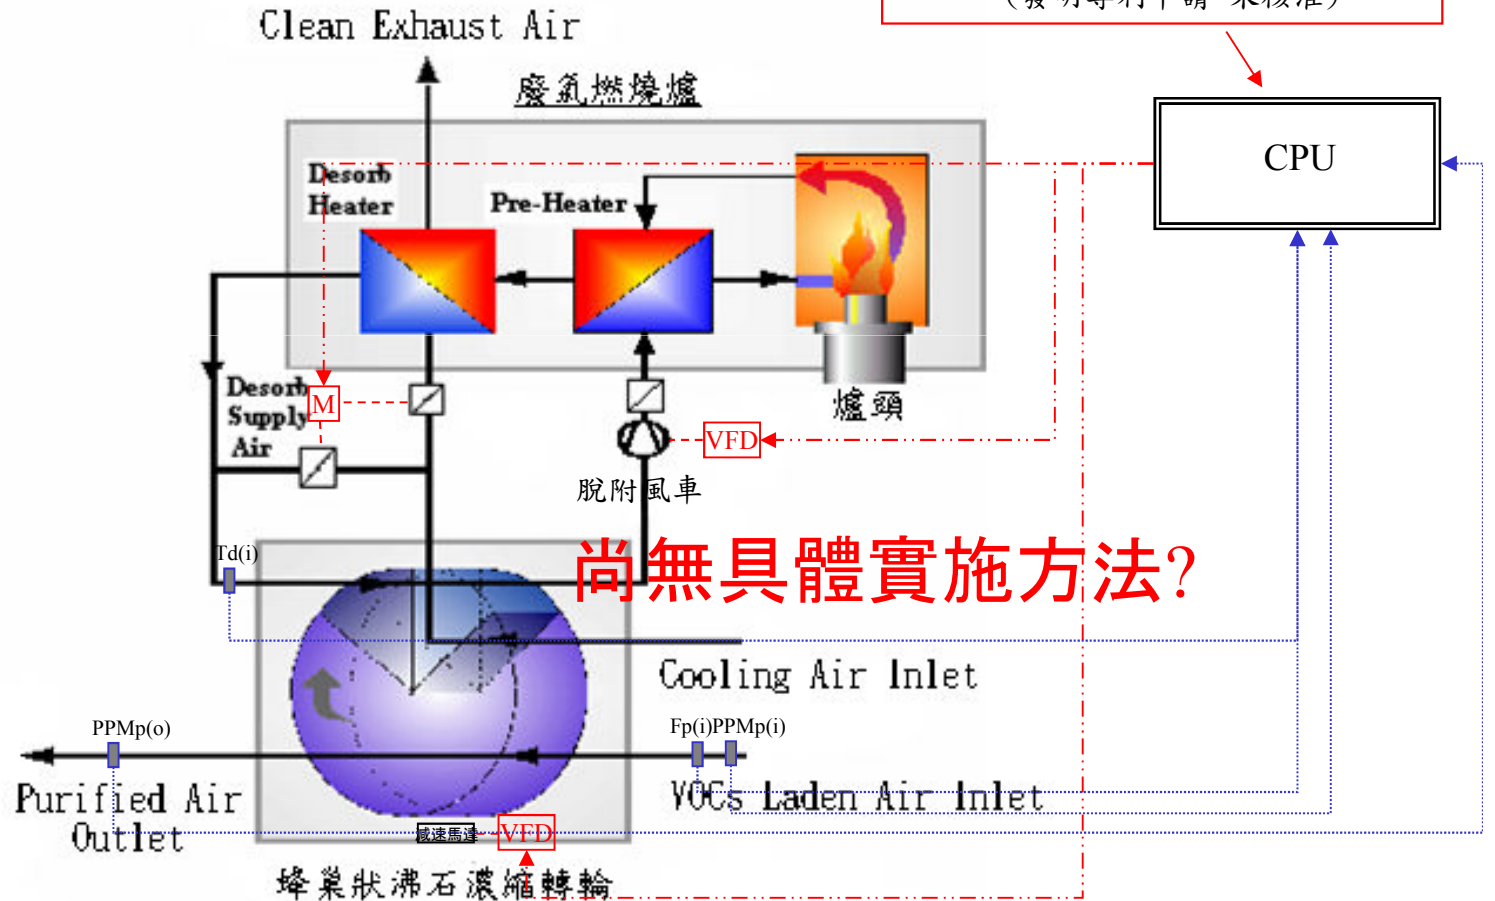 Clean Exhaust Air
廢氣燃燒爐
CPU
Desorb
Heater
Pre-Heater
Desorb
Supply
Air
M
爐頭
VFD
脫附風車
Td(i)
尚無具體實施方法?
Cooling Air Inlet
PPMp(o)
Fp(i)PPMp(i)
Purified Air
Outlet
VOCs Laden Air Inlet
減速馬達
VFD
蜂巢狀沸石濃縮轉輪